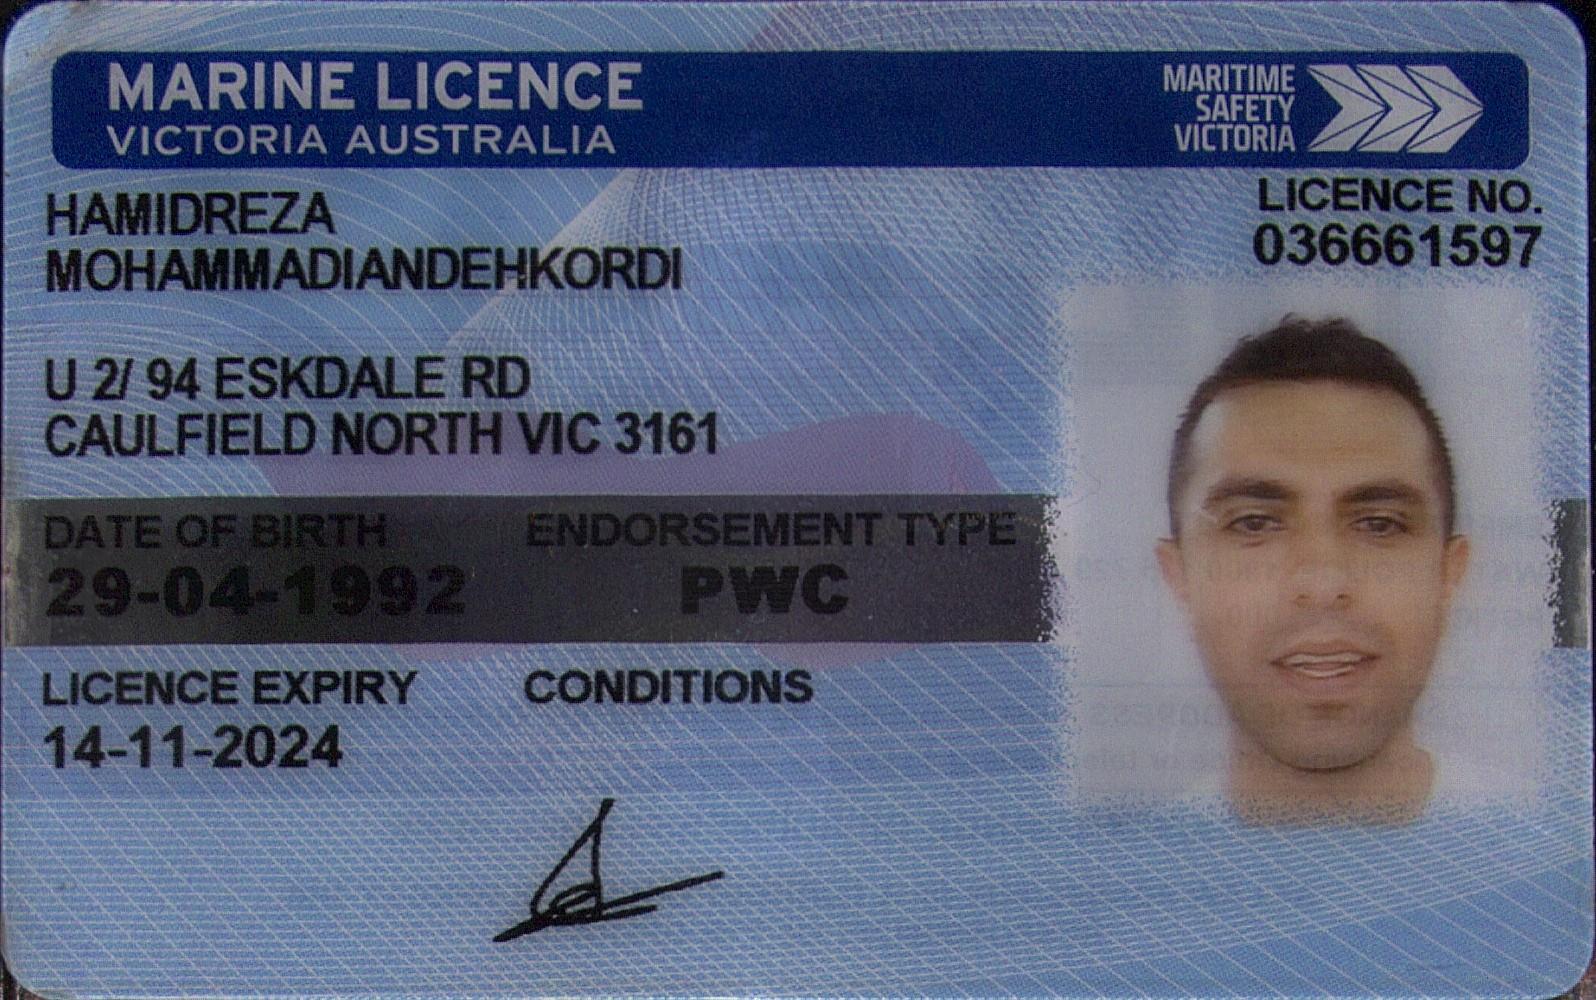 MARINE LICENCE
VICTORIA AUSTRALIA
MARITIME
SAFETY
VICTORIA
HAMIDREZA
MOHAMMADIANDEHKORDI
LICENCE NO.
036661597
U 2/ 94 ESKDALE RD
CAULFIELD NORTH VIC 3161
DATE OF BIRTH ENDORSEMENT TYPE
29-04-1992 PWC
LICENCE EXPIRY CONDITIONS
14-11-2024